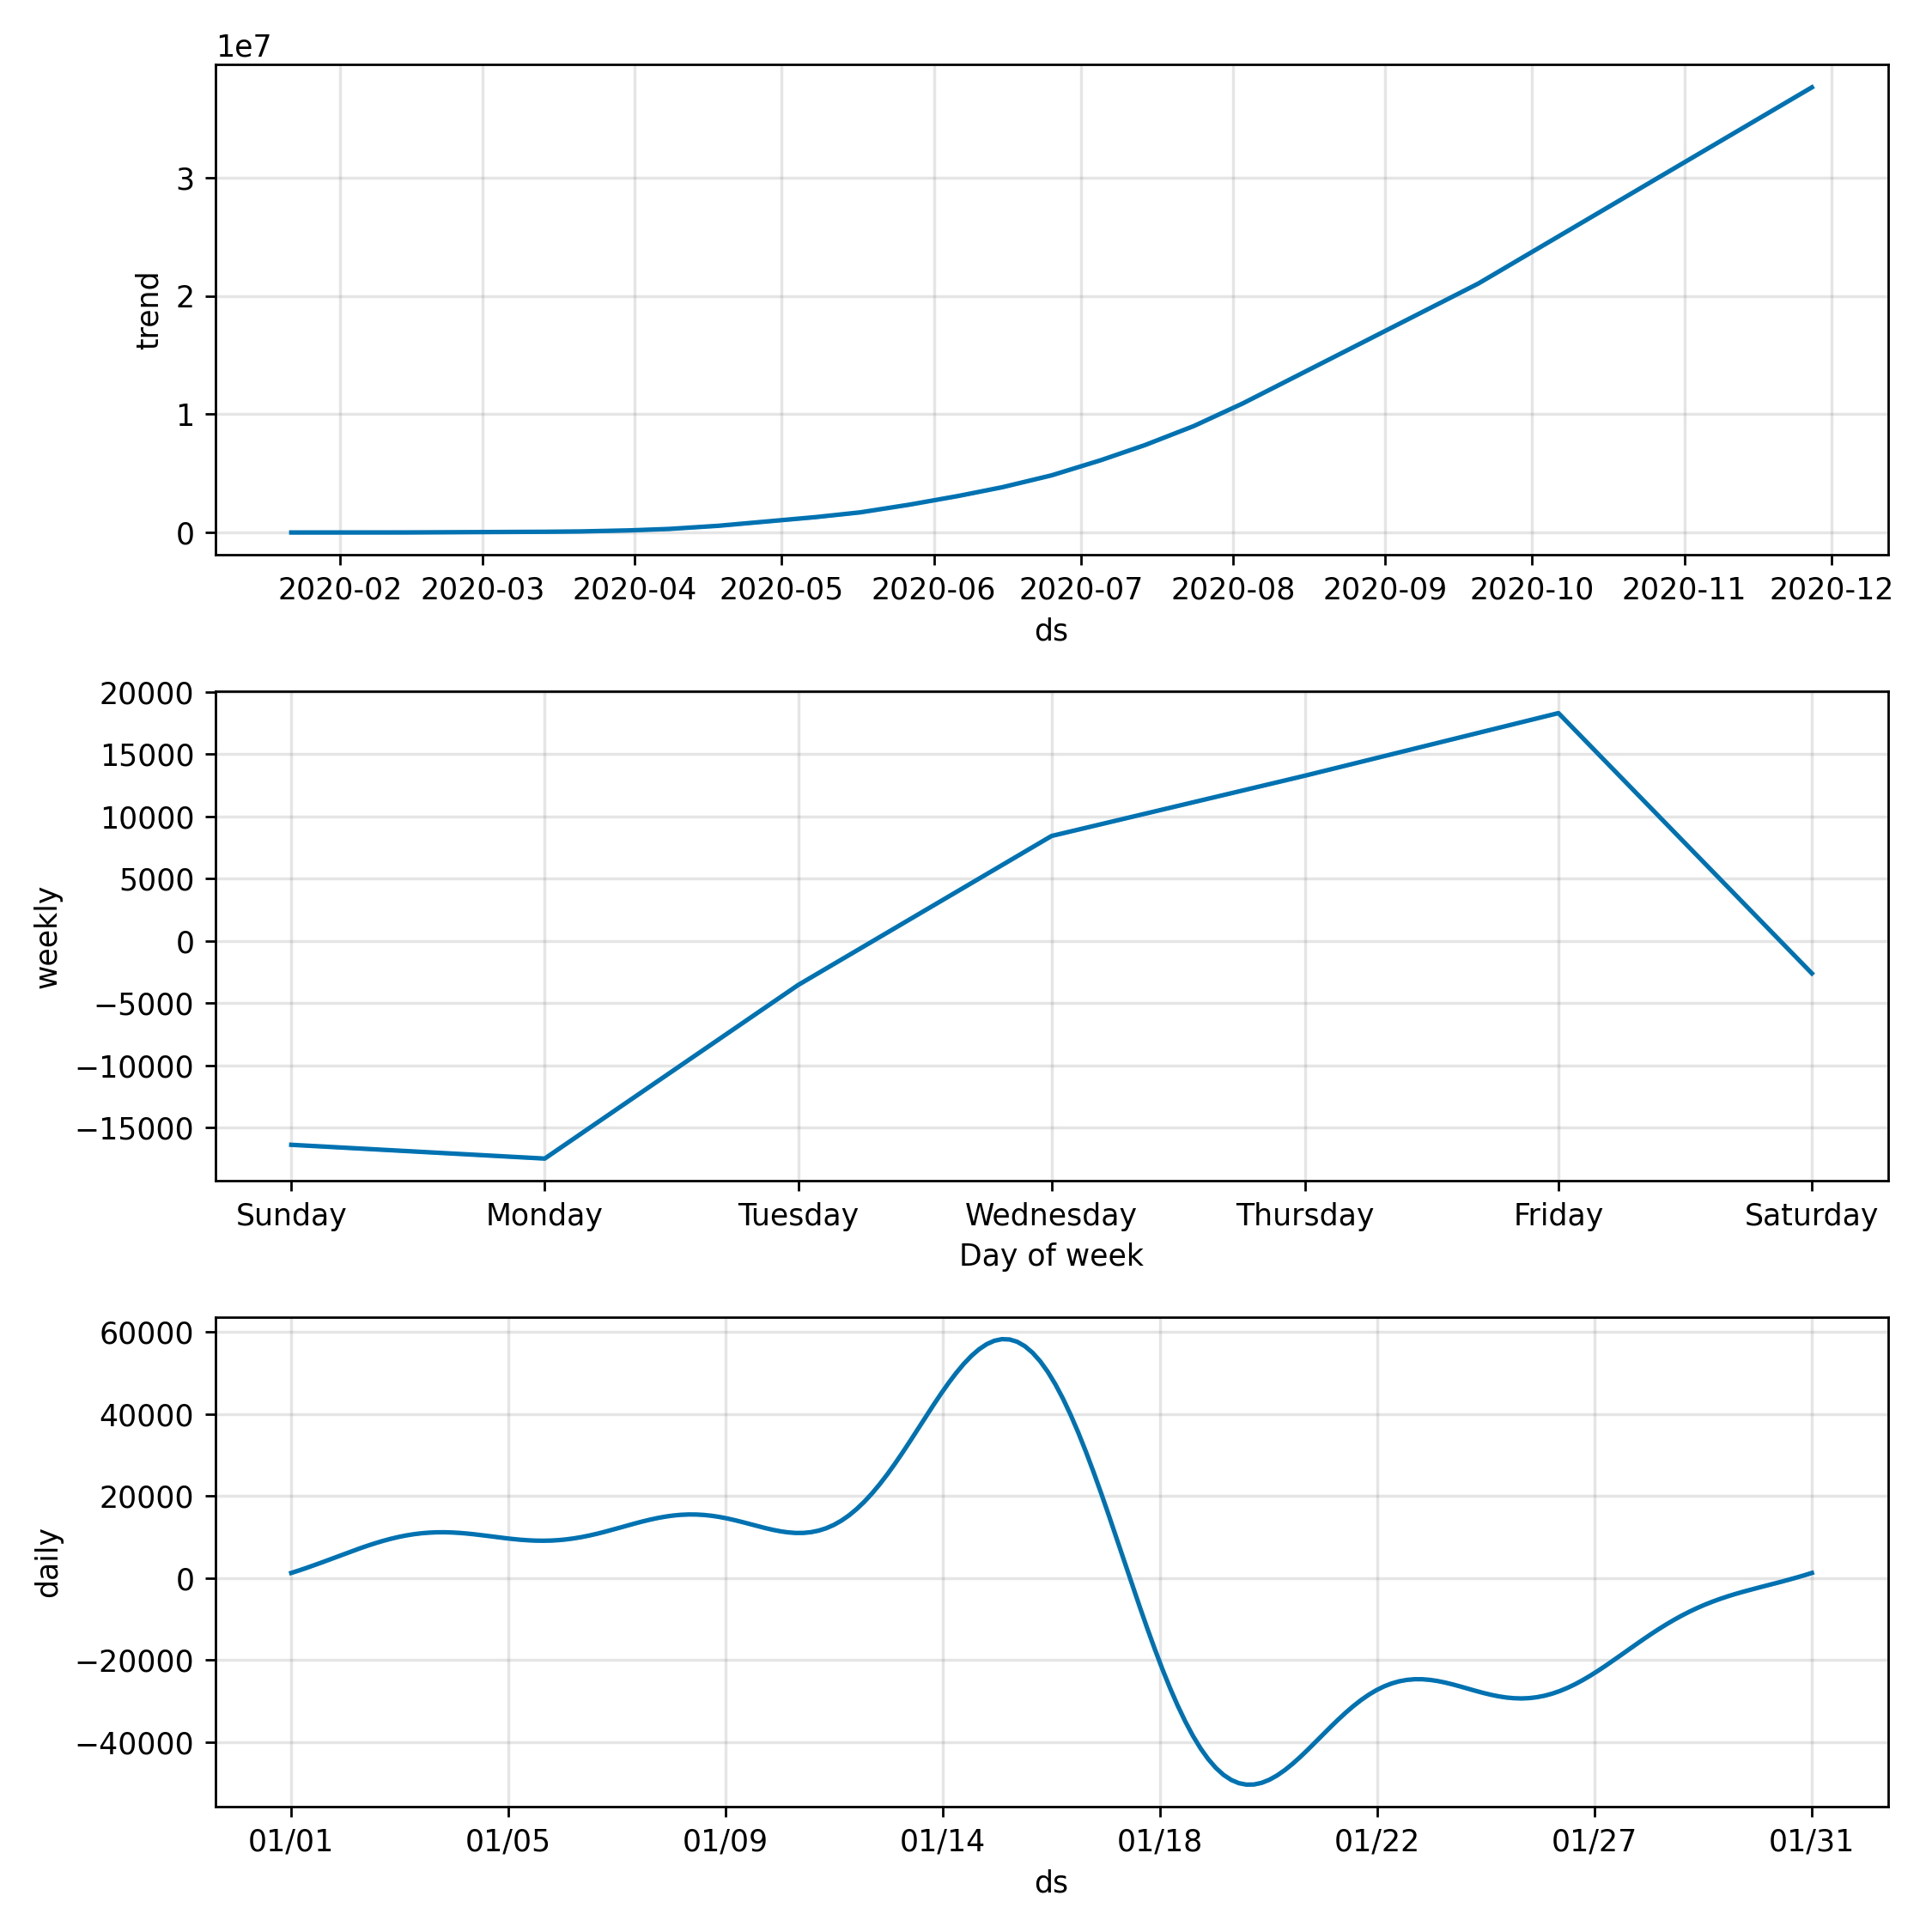 1e7
trend
3
2
1
0
2020-02 2020-03 2020-04 2020-05 2020-06 2020-07 2020-08 2020-09 2020-10 2020-11 2020-12
ds
weekly
20000
15000
10000
5000
0
−5000
−10000
−15000
Sunday Monday Tuesday Wednesday Thursday Friday Saturday
Day of week
daily
60000
40000
20000
0
−20000
−40000
01/01 01/05 01/09 01/14 01/18 01/22 01/27 01/31
ds